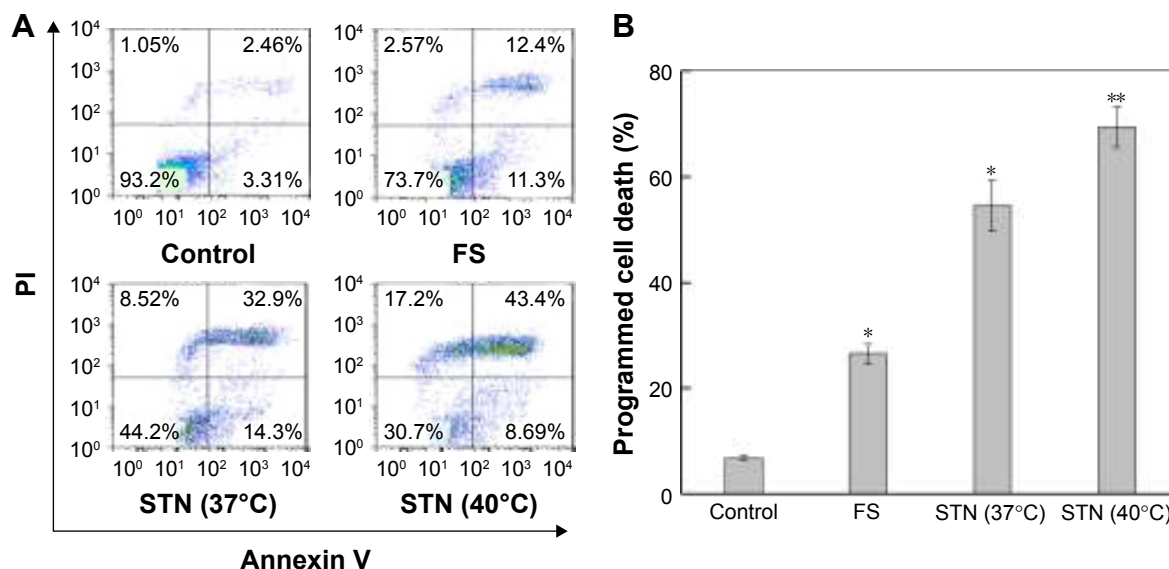 A
PI
10⁴
10³
10²
10¹
10⁰
1.05% 2.46%
93.2% 3.31%
10⁰ 10¹ 10² 10³ 10⁴
Control
10⁴
10³
10²
10¹
10⁰
2.57% 12.4%
73.7% 11.3%
10⁰ 10¹ 10² 10³ 10⁴
FS
10⁴
10³
10²
10¹
10⁰
8.52% 32.9%
44.2% 14.3%
10⁰ 10¹ 10² 10³ 10⁴
STN (37°C)
10⁴
10³
10²
10¹
10⁰
17.2% 43.4%
30.7% 8.69%
10⁰ 10¹ 10² 10³ 10⁴
STN (40°C)
Annexin V
B
Programmed cell death (%)
80
60
40
20
0
*
*
**
Control FS STN (37°C) STN (40°C)